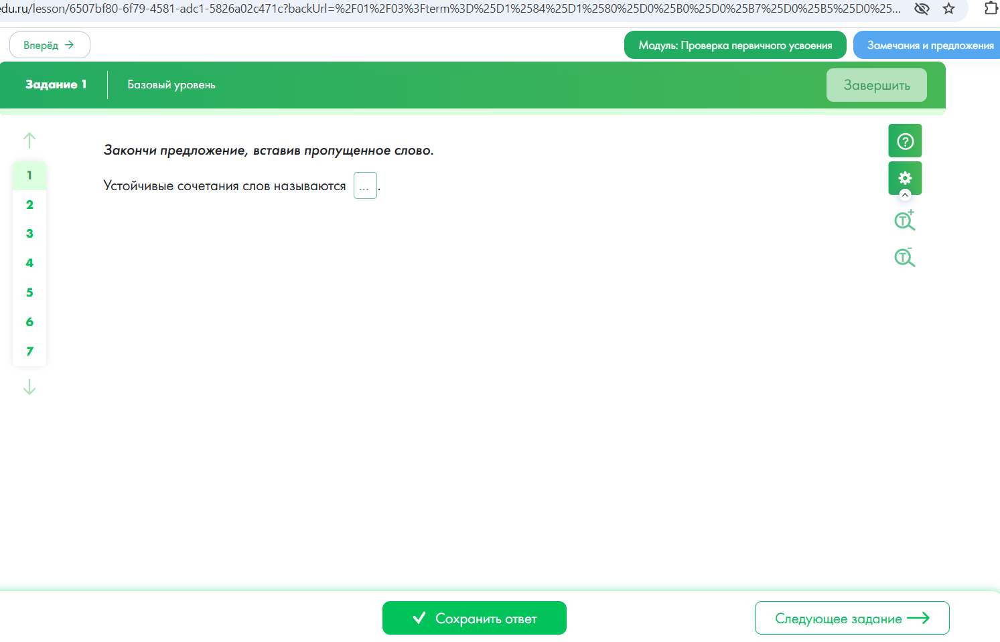 edu.ru/lesson/6507bf80-6f79-4581-adc1-5826a02c471c?backUrl=%2F01%2F03%3Fterm%3D%25D1%2584%25D1%2580%25D0%25B0%25D0%25B7%25D0%25B5%25D0%25...
Вперёд →
Модуль: Проверка первичного усвоения
Замечания и предложения
Задание 1
Базовый уровень
Завершить
Закончи предложение, вставив пропущенное слово.
Устойчивые сочетания слов называются ... .
1
2
3
4
5
6
7
Сохранить ответ
Следующее задание